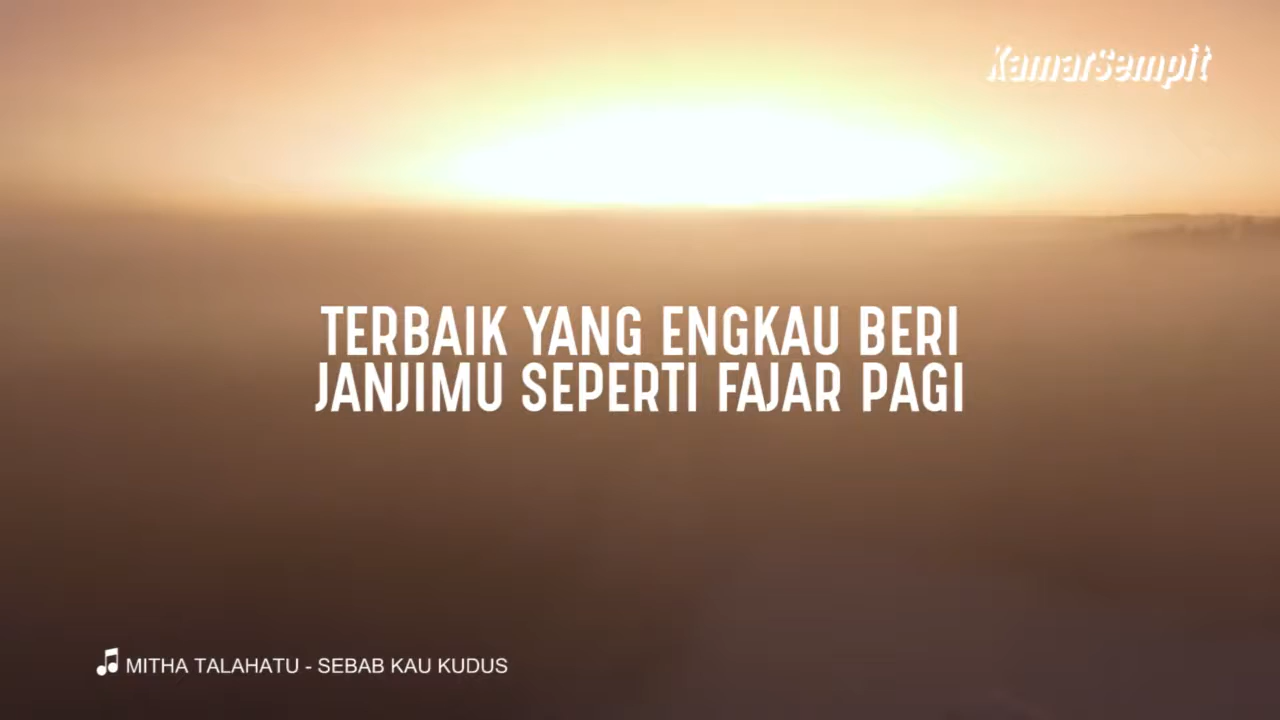 KamarSempit
TERBAIK YANG ENGKAU BERI
JANJIMU SEPERTI FAJAR PAGI
MITHA TALAHATU - SEBAB KAU KUDUS